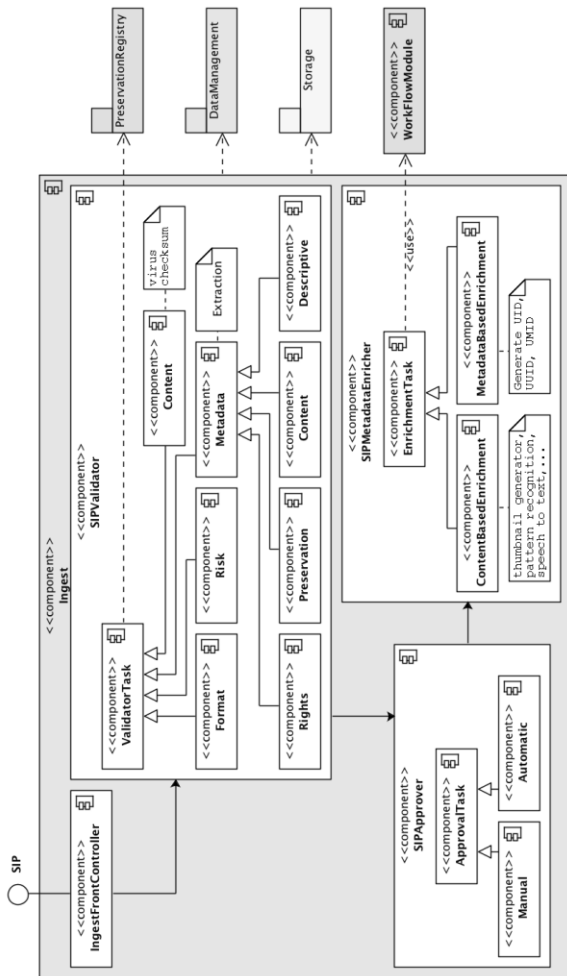 SIP
<<component>>
Ingest
<<component>>
IngestFrontController
<<component>>
SIPValidator
<<component>>
ValidatorTask
<<component>>
Content
virus
checksum
<<component>>
Format
<<component>>
Risk
<<component>>
Metadata
Extraction
<<component>>
Rights
<<component>>
Preservation
<<component>>
Content
<<component>>
Descriptive
PreservationRegistry
DataManagement
Storage
<<component>>
SIPApprover
<<component>>
ApprovalTask
<<component>>
Manual
<<component>>
Automatic
<<component>>
SIPMetadataEnricher
<<component>>
EnrichmentTask
<<use>>
<<component>>
WorkFlowModule
<<component>>
ContentBasedEnrichment
thumbnail generator,
pattern recognition,
speech to text,...
<<component>>
MetadataBasedEnrichment
Generate UID,
UUID, UMID